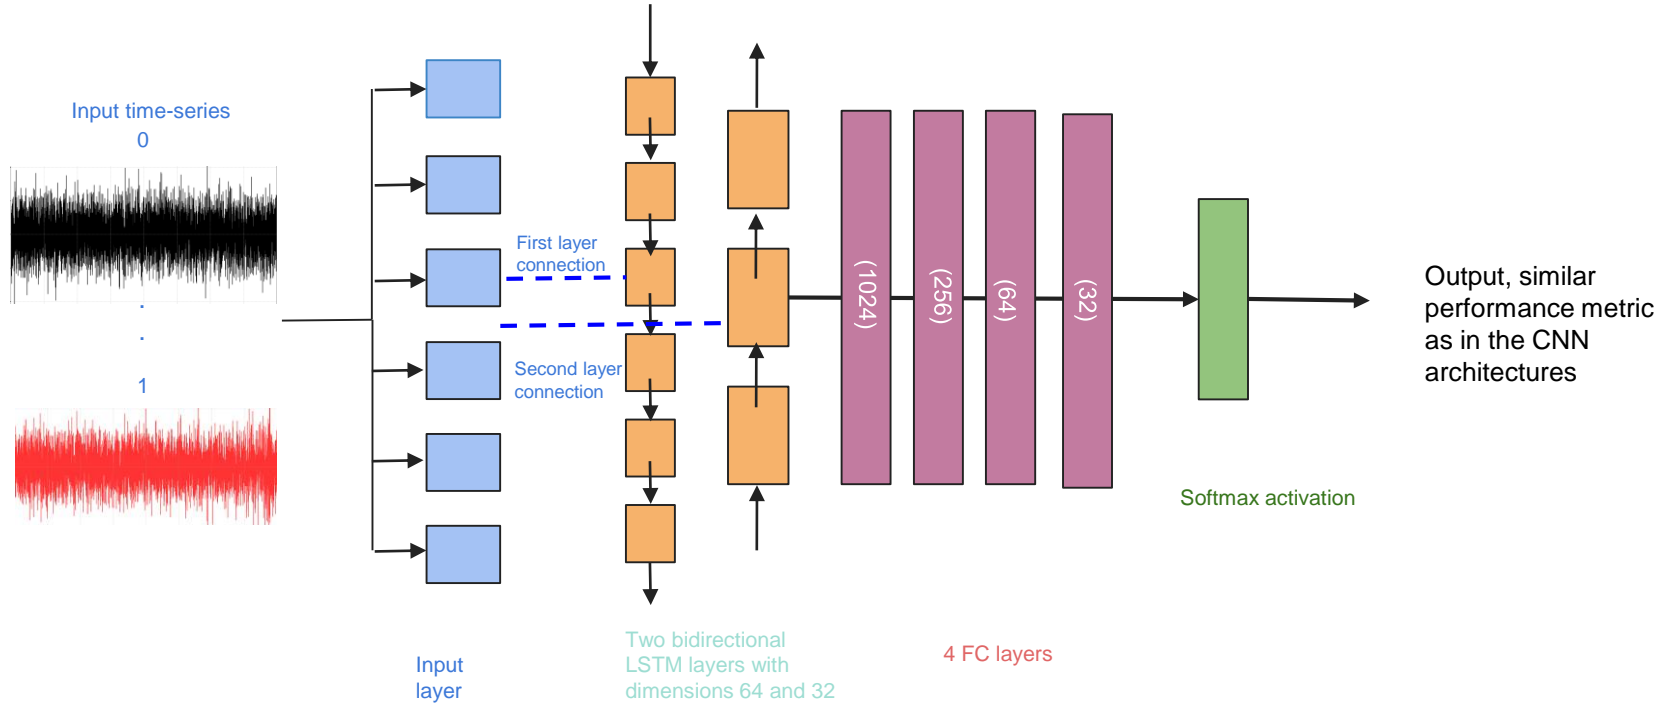 Input time-series
0
.
.
.
1
First layer
connection
Second layer
connection
(1024)
(256)
(64)
(32)
Output, similar
performance metric
as in the CNN
architectures
Softmax activation
Input
layer
Two bidirectional
LSTM layers with
dimensions 64 and 32
4 FC layers